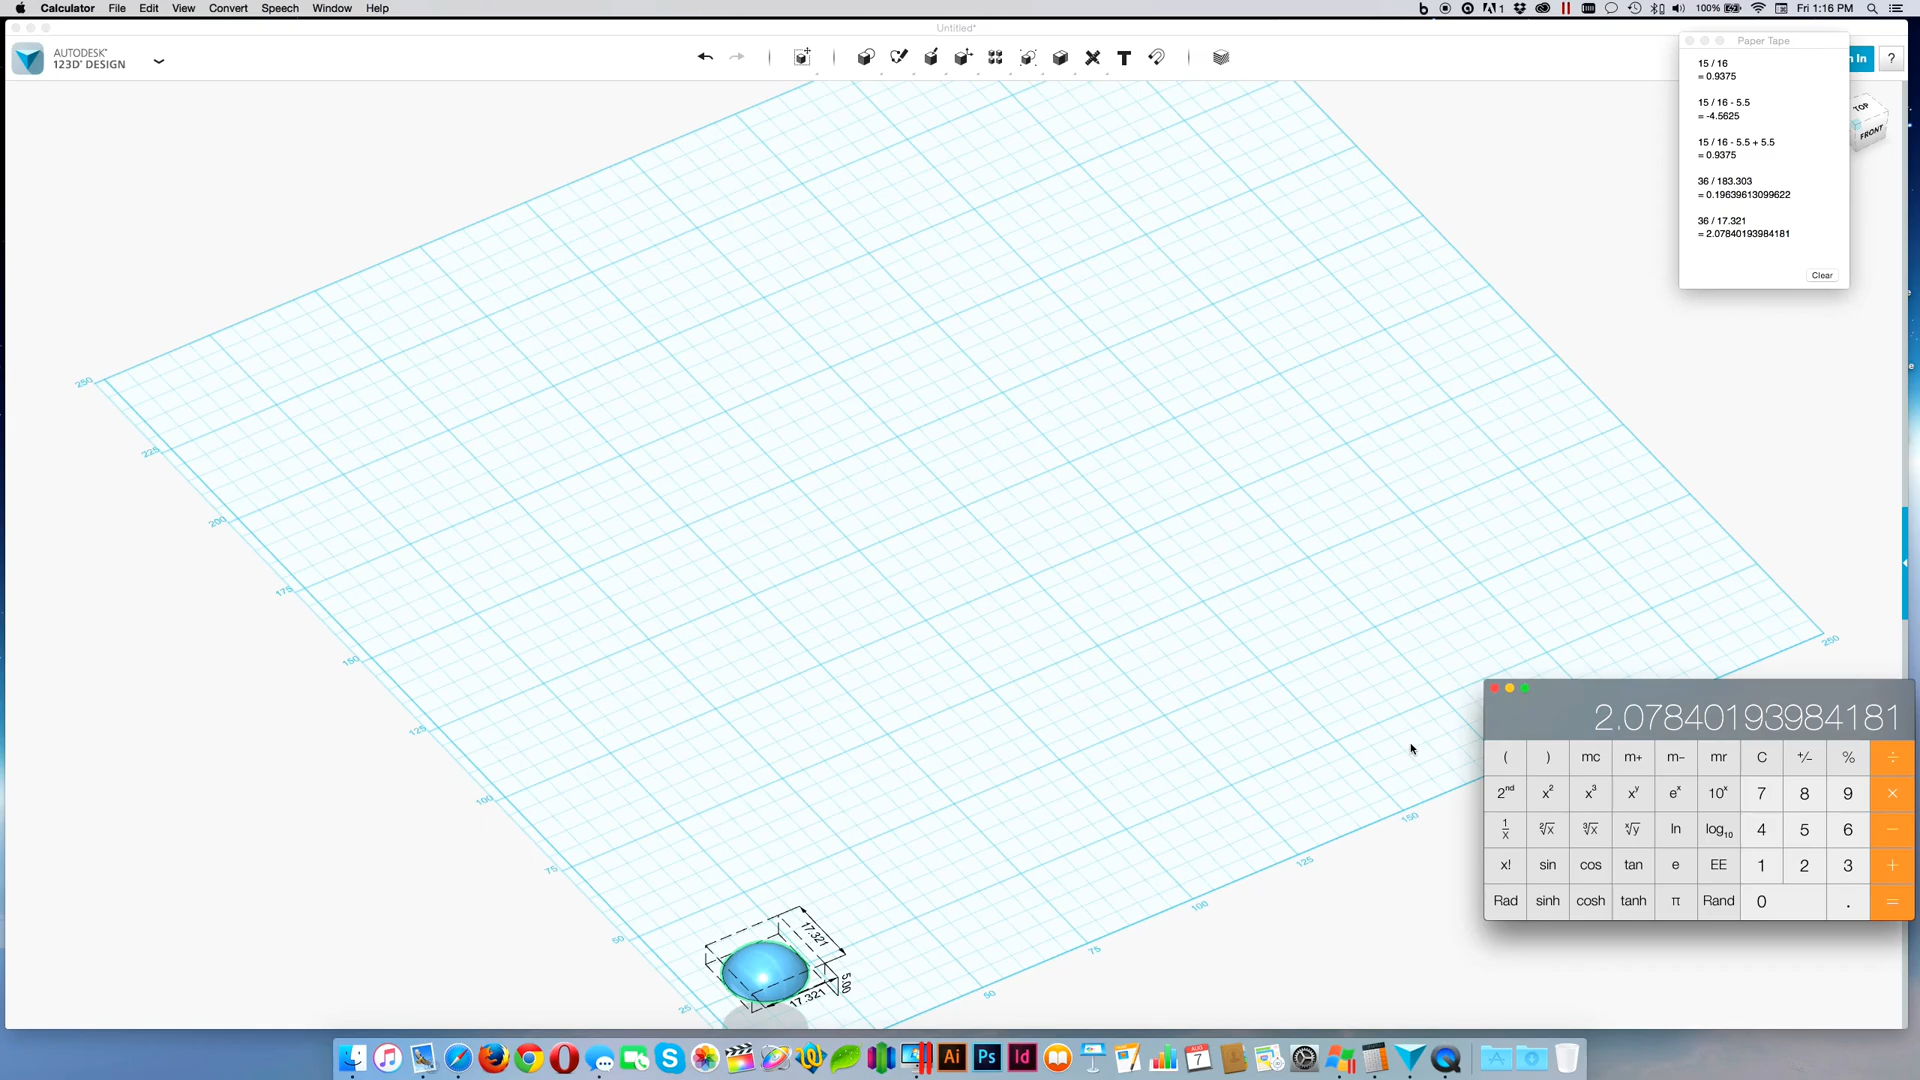 Calculator File Edit View Convert Speech Window Help 1 100% Fri 1:16 PM
Untitled*
AUTODESK®
123D® DESIGN
T
n In ?
Paper Tape
15 / 16
= 0.9375
15 / 16 - 5.5
= -4.5625
15 / 16 - 5.5 + 5.5
= 0.9375
36 / 183.303
= 0.19639613099622
36 / 17.321
= 2.07840193984181
Clear
TOP
FRONT
250
225
200
175
150
125
100
75
50
25
250
150
125
100
75
50
17.321
17.321
5.00
2.07840193984181
( ) mc m+ m− mr C +/− % ÷
2nd x² x³ xʸ eˣ 10ˣ 7 8 9 ×
1/x ²√x ³√x ˣ√y ln log₁₀ 4 5 6 −
x! sin cos tan e EE 1 2 3 +
Rad sinh cosh tanh π Rand 0 . =
Ai Ps Id AUG 7